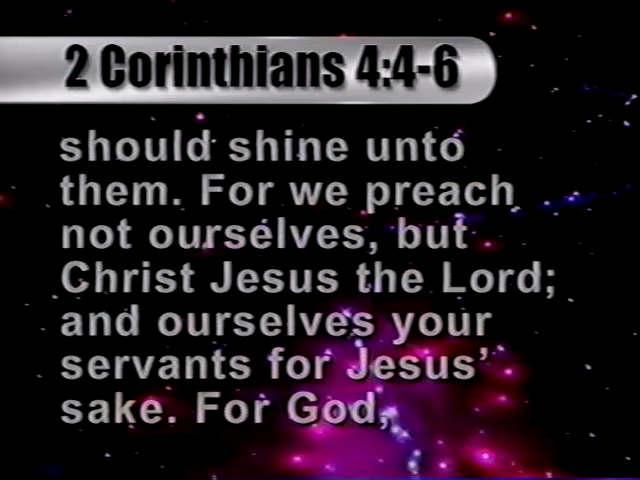 2 Corinthians 4:4-6
should shine unto
them. For we preach
not ourselves, but
Christ Jesus the Lord;
and ourselves your
servants for Jesus’
sake. For God,